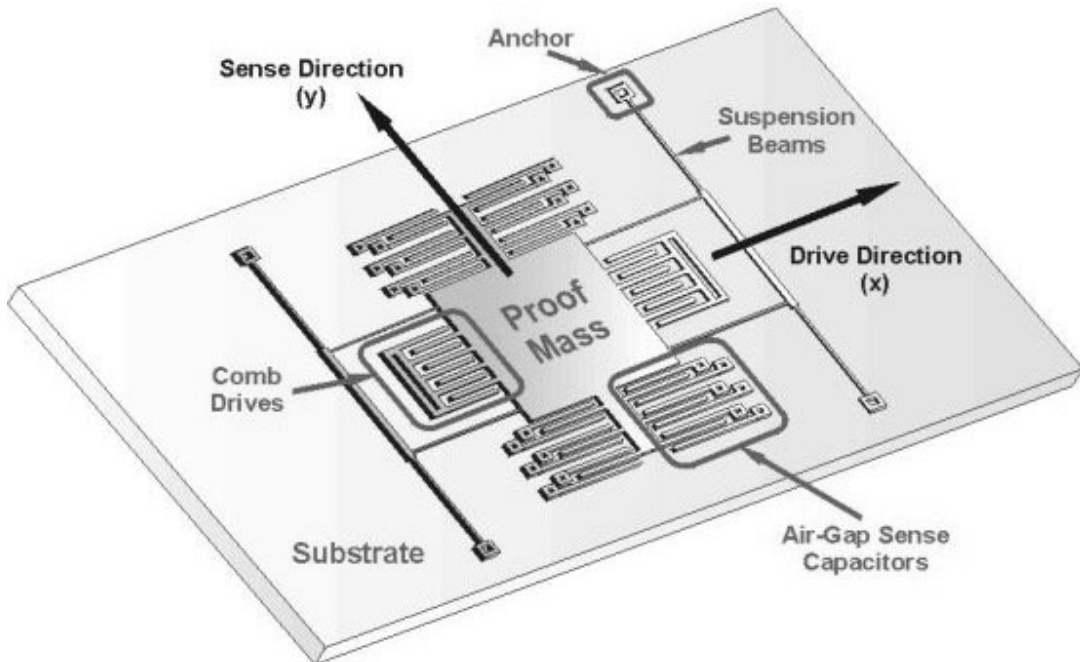 Anchor
Sense Direction
(y)
Suspension
Beams
Drive Direction
(x)
Proof
Mass
Comb
Drives
Air-Gap Sense
Capacitors
Substrate